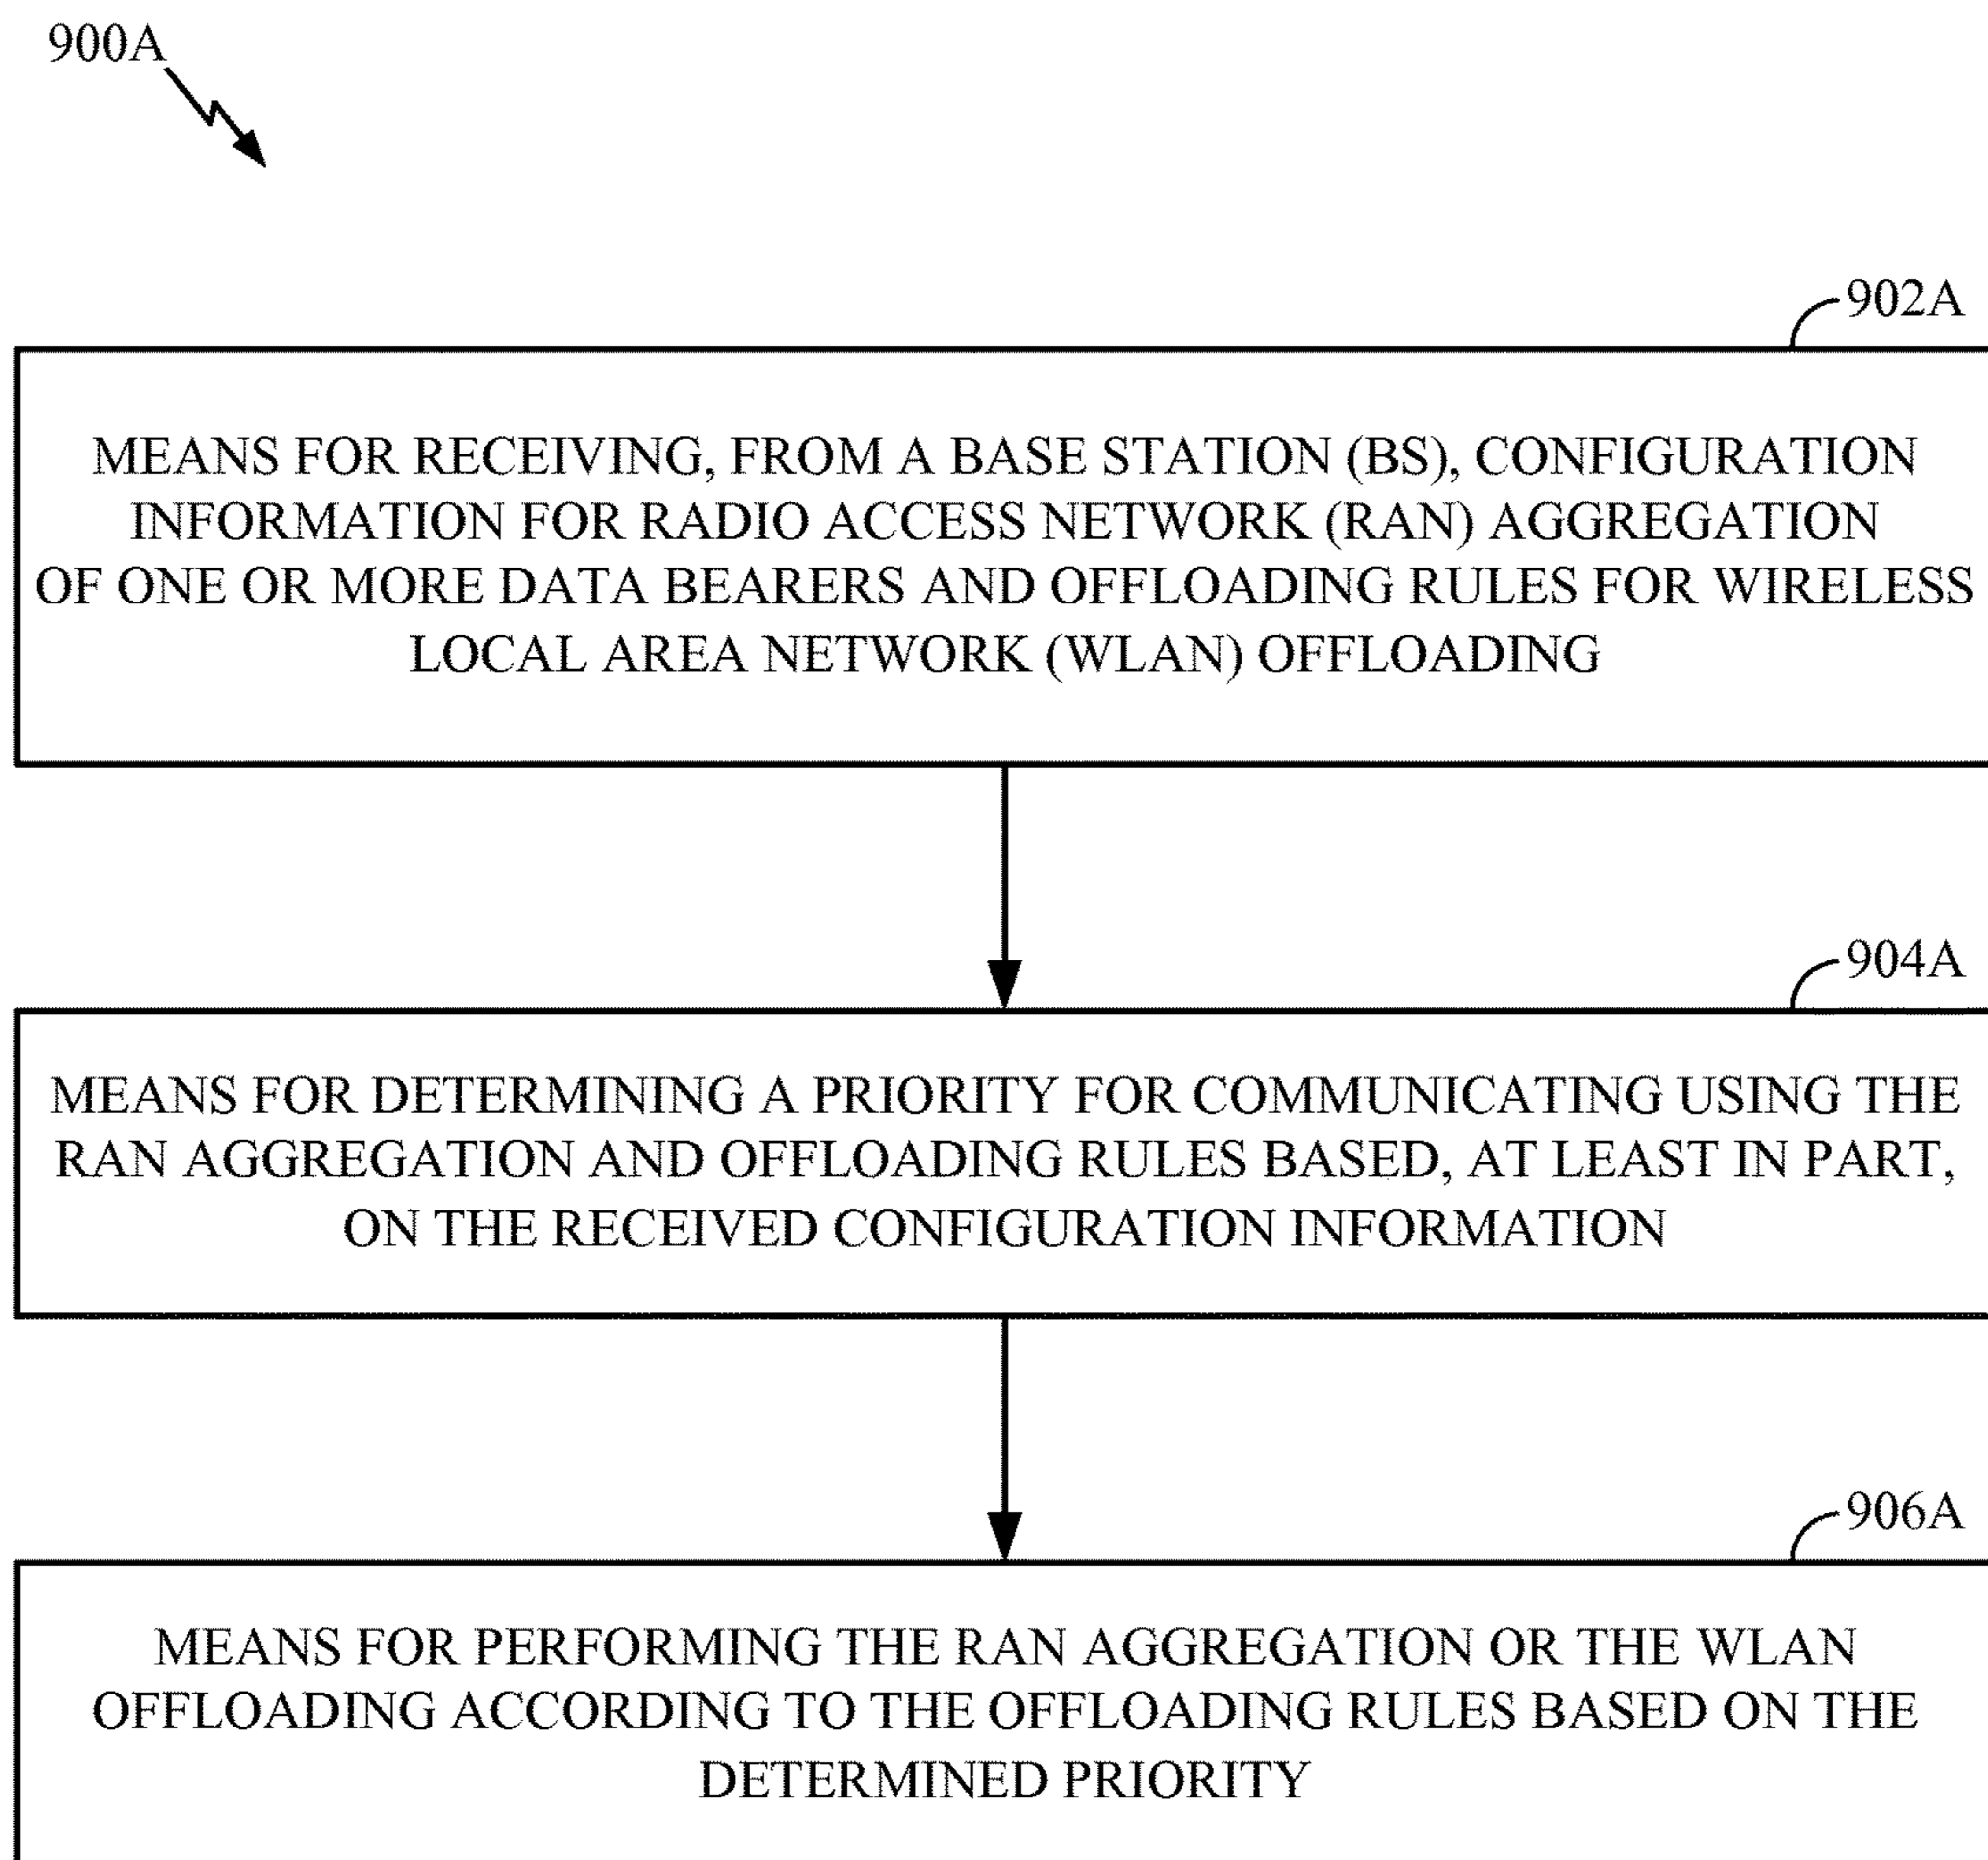 900A
902A
MEANS FOR RECEIVING, FROM A BASE STATION (BS), CONFIGURATION
INFORMATION FOR RADIO ACCESS NETWORK (RAN) AGGREGATION
OF ONE OR MORE DATA BEARERS AND OFFLOADING RULES FOR WIRELESS
LOCAL AREA NETWORK (WLAN) OFFLOADING
904A
MEANS FOR DETERMINING A PRIORITY FOR COMMUNICATING USING THE
RAN AGGREGATION AND OFFLOADING RULES BASED, AT LEAST IN PART,
ON THE RECEIVED CONFIGURATION INFORMATION
906A
MEANS FOR PERFORMING THE RAN AGGREGATION OR THE WLAN
OFFLOADING ACCORDING TO THE OFFLOADING RULES BASED ON THE
DETERMINED PRIORITY